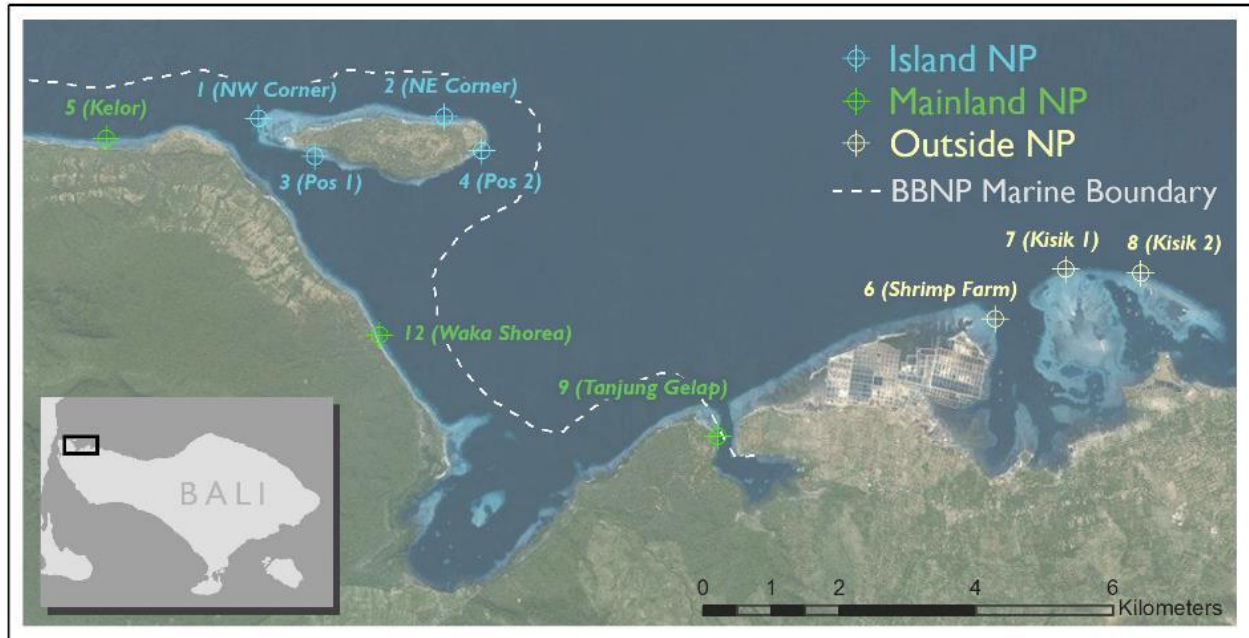 Island NP
Mainland NP
Outside NP
BBNP Marine Boundary
1 (NW Corner)
2 (NE Corner)
3 (Pos 1)
4 (Pos 2)
5 (Kelor)
12 (Waka Shorea)
9 (Tanjung Gelap)
6 (Shrimp Farm)
7 (Kisik 1)
8 (Kisik 2)
BALI
0 1 2 4 6
Kilometers